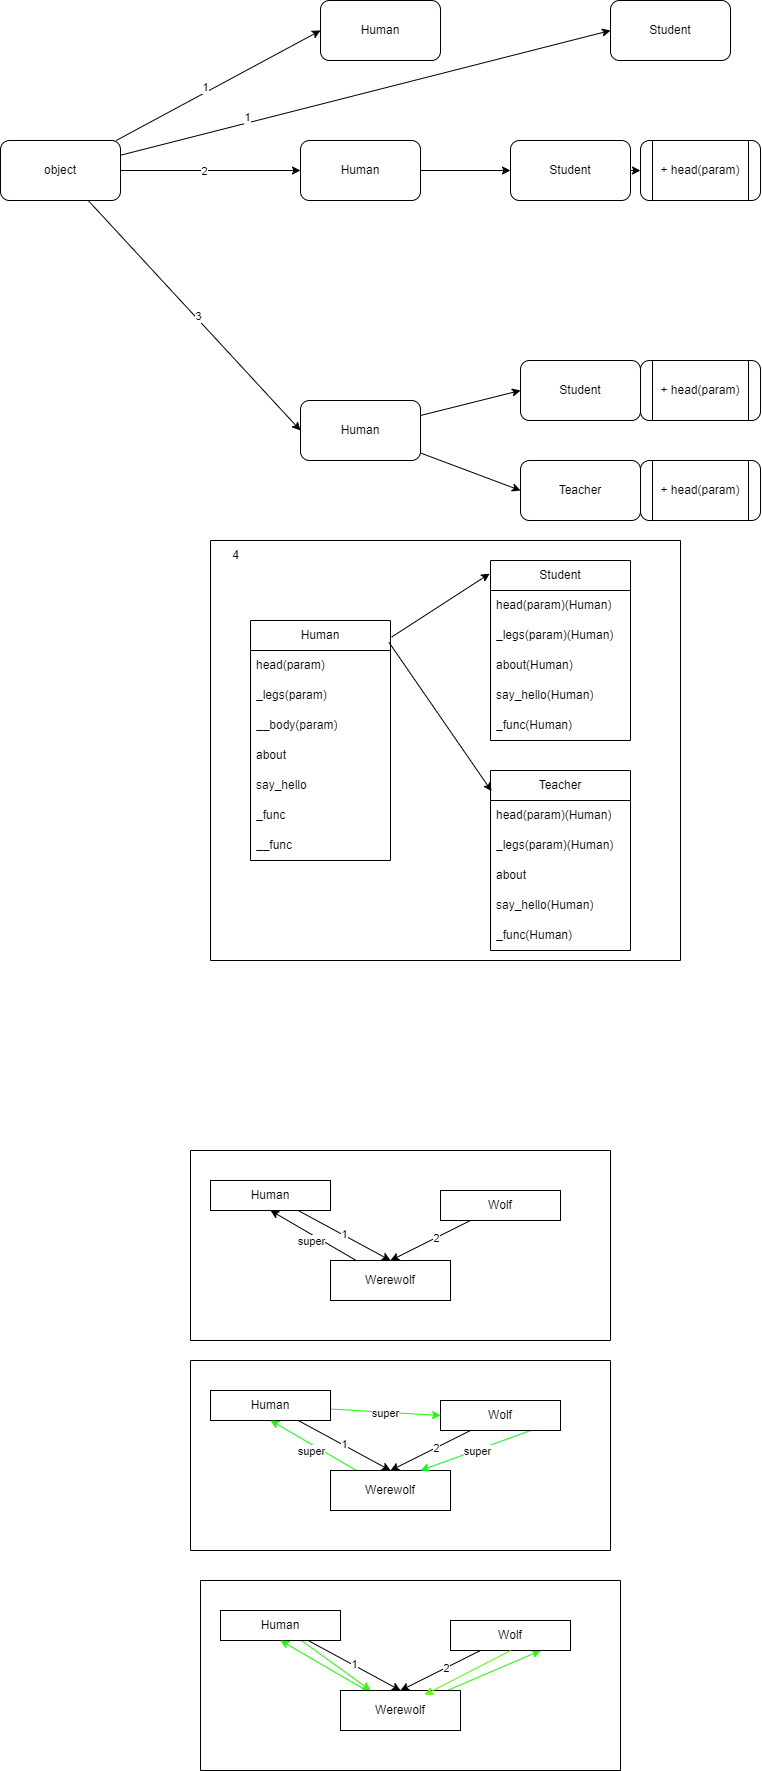 Human
Student
1
1
object
2
Human
Student
+ head(param)
3
Student
+ head(param)
Human
Teacher
+ head(param)
4
Human
head(param)
_legs(param)
__body(param)
about
say_hello
_func
__func
Student
head(param)(Human)
_legs(param)(Human)
about(Human)
say_hello(Human)
_func(Human)
Teacher
head(param)(Human)
_legs(param)(Human)
about
say_hello(Human)
_func(Human)
Human
Wolf
1
2
super
Werewolf
Human
super
Wolf
1
2
super
super
Werewolf
Human
Wolf
1
2
Werewolf